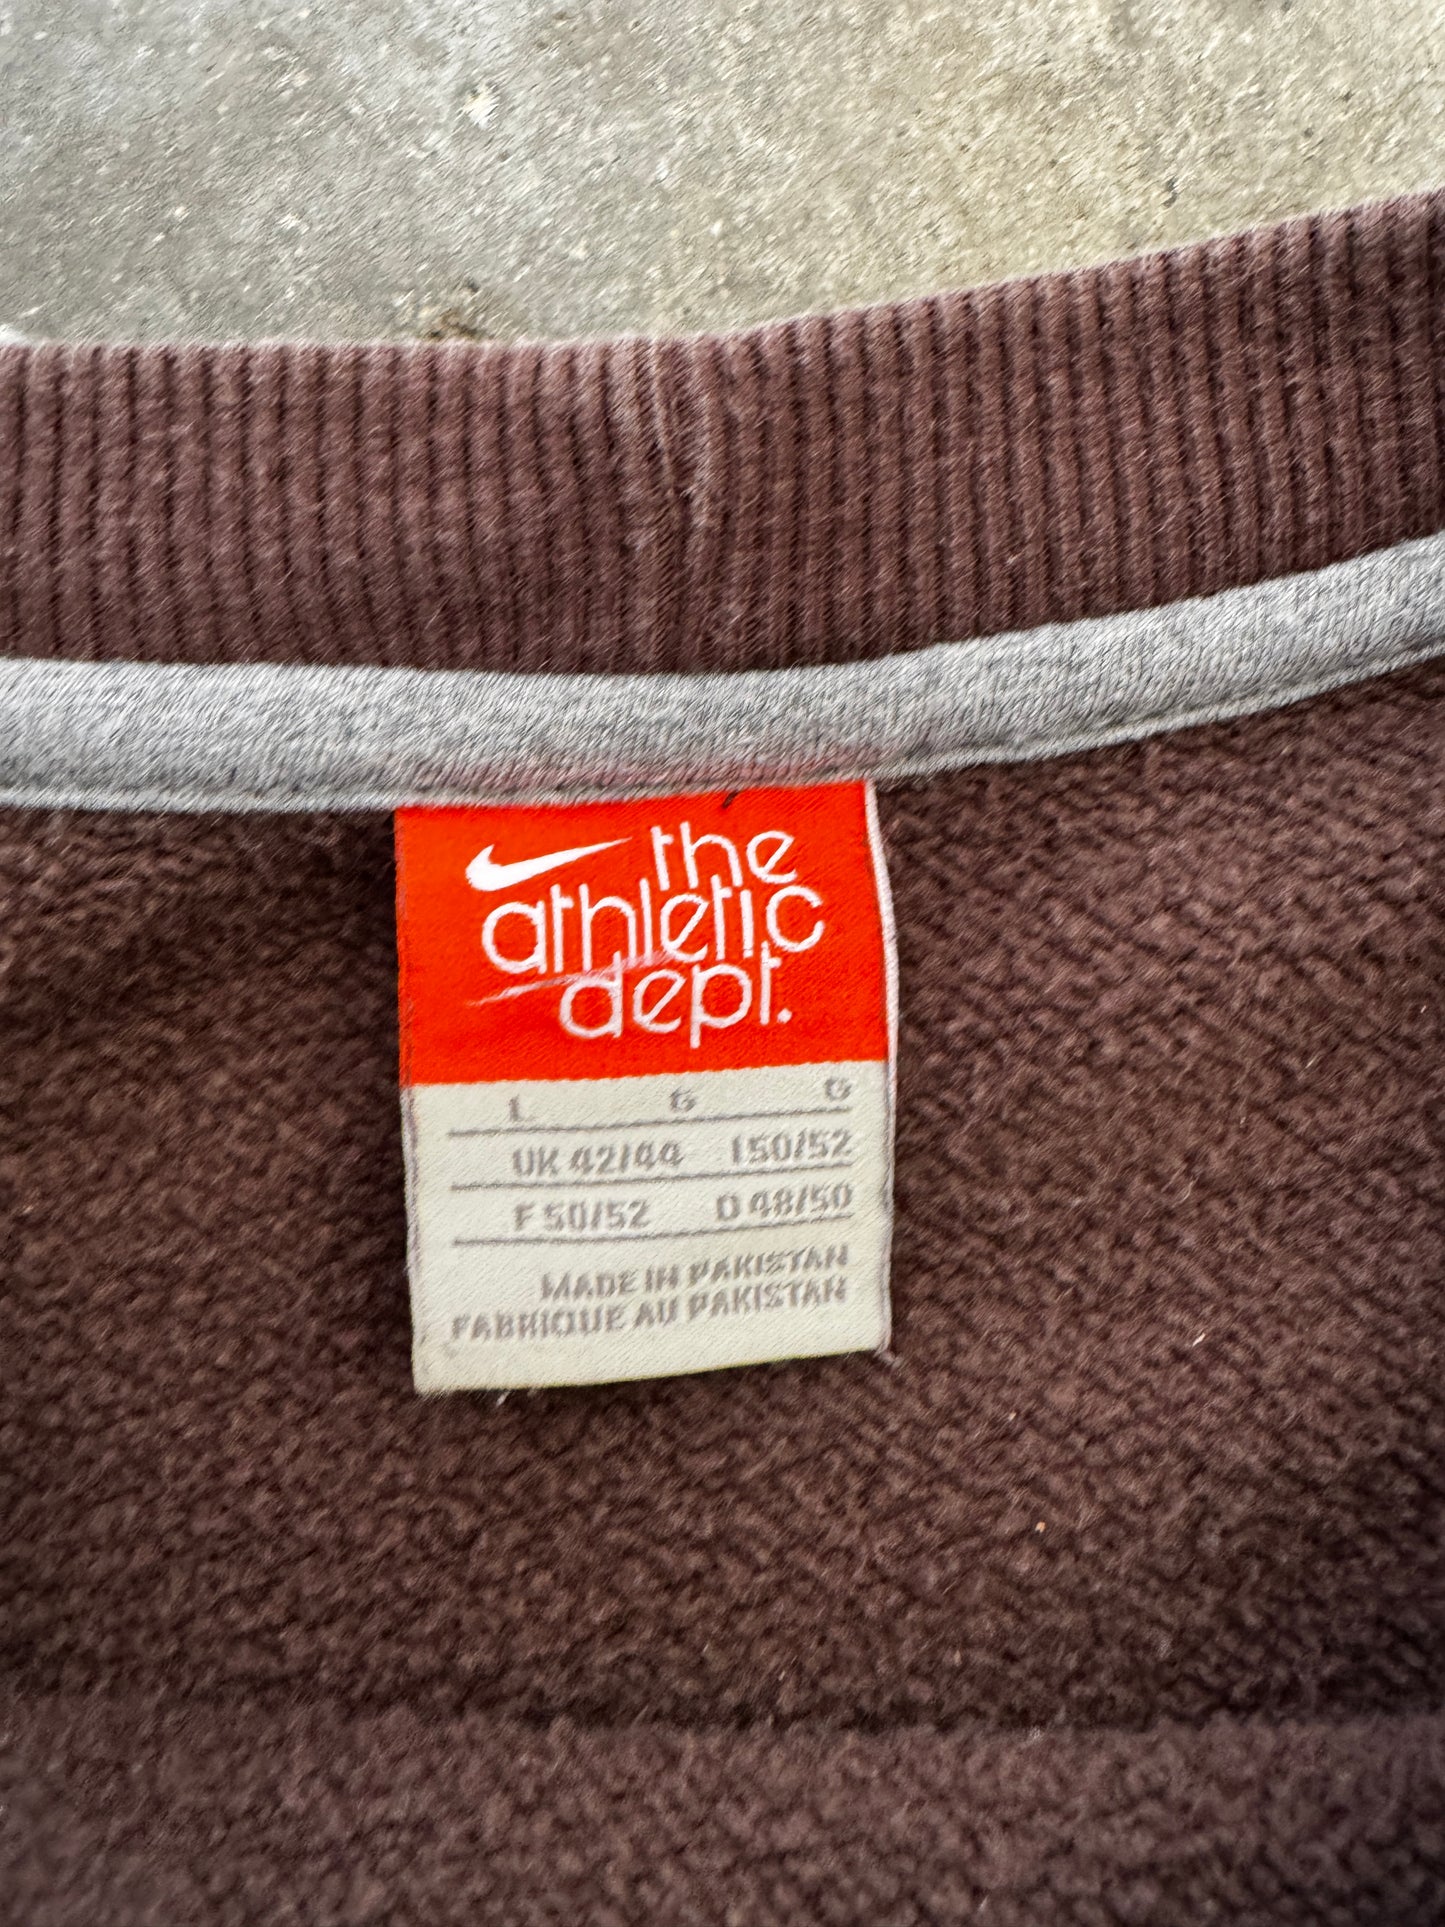 the
athletic
dept.
L G G
UK 42/44 I 50/52
F 50/52 D 48/50
MADE IN PAKISTAN
FABRIQUE AU PAKISTAN